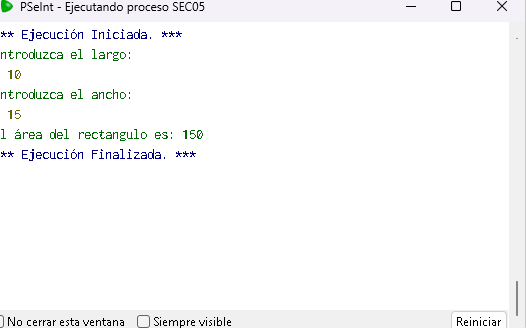 PSeInt - Ejecutando proceso SEC05
** Ejecución Iniciada. ***
ntroduzca el largo:
10
ntroduzca el ancho:
15
l área del rectangulo es: 150
** Ejecución Finalizada. ***
No cerrar esta ventana
Siempre visible
Reiniciar